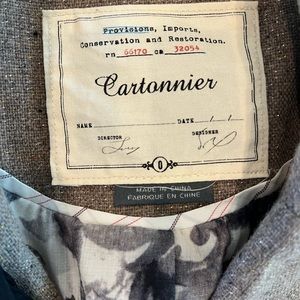 Provisions, Imports,
Conservation and Restoration.
rn 66170 ca 32054
Cartonnier
NAME DATE / /
DIRECTOR DESIGNER
0
MADE IN CHINA
FABRIQUE EN CHINE